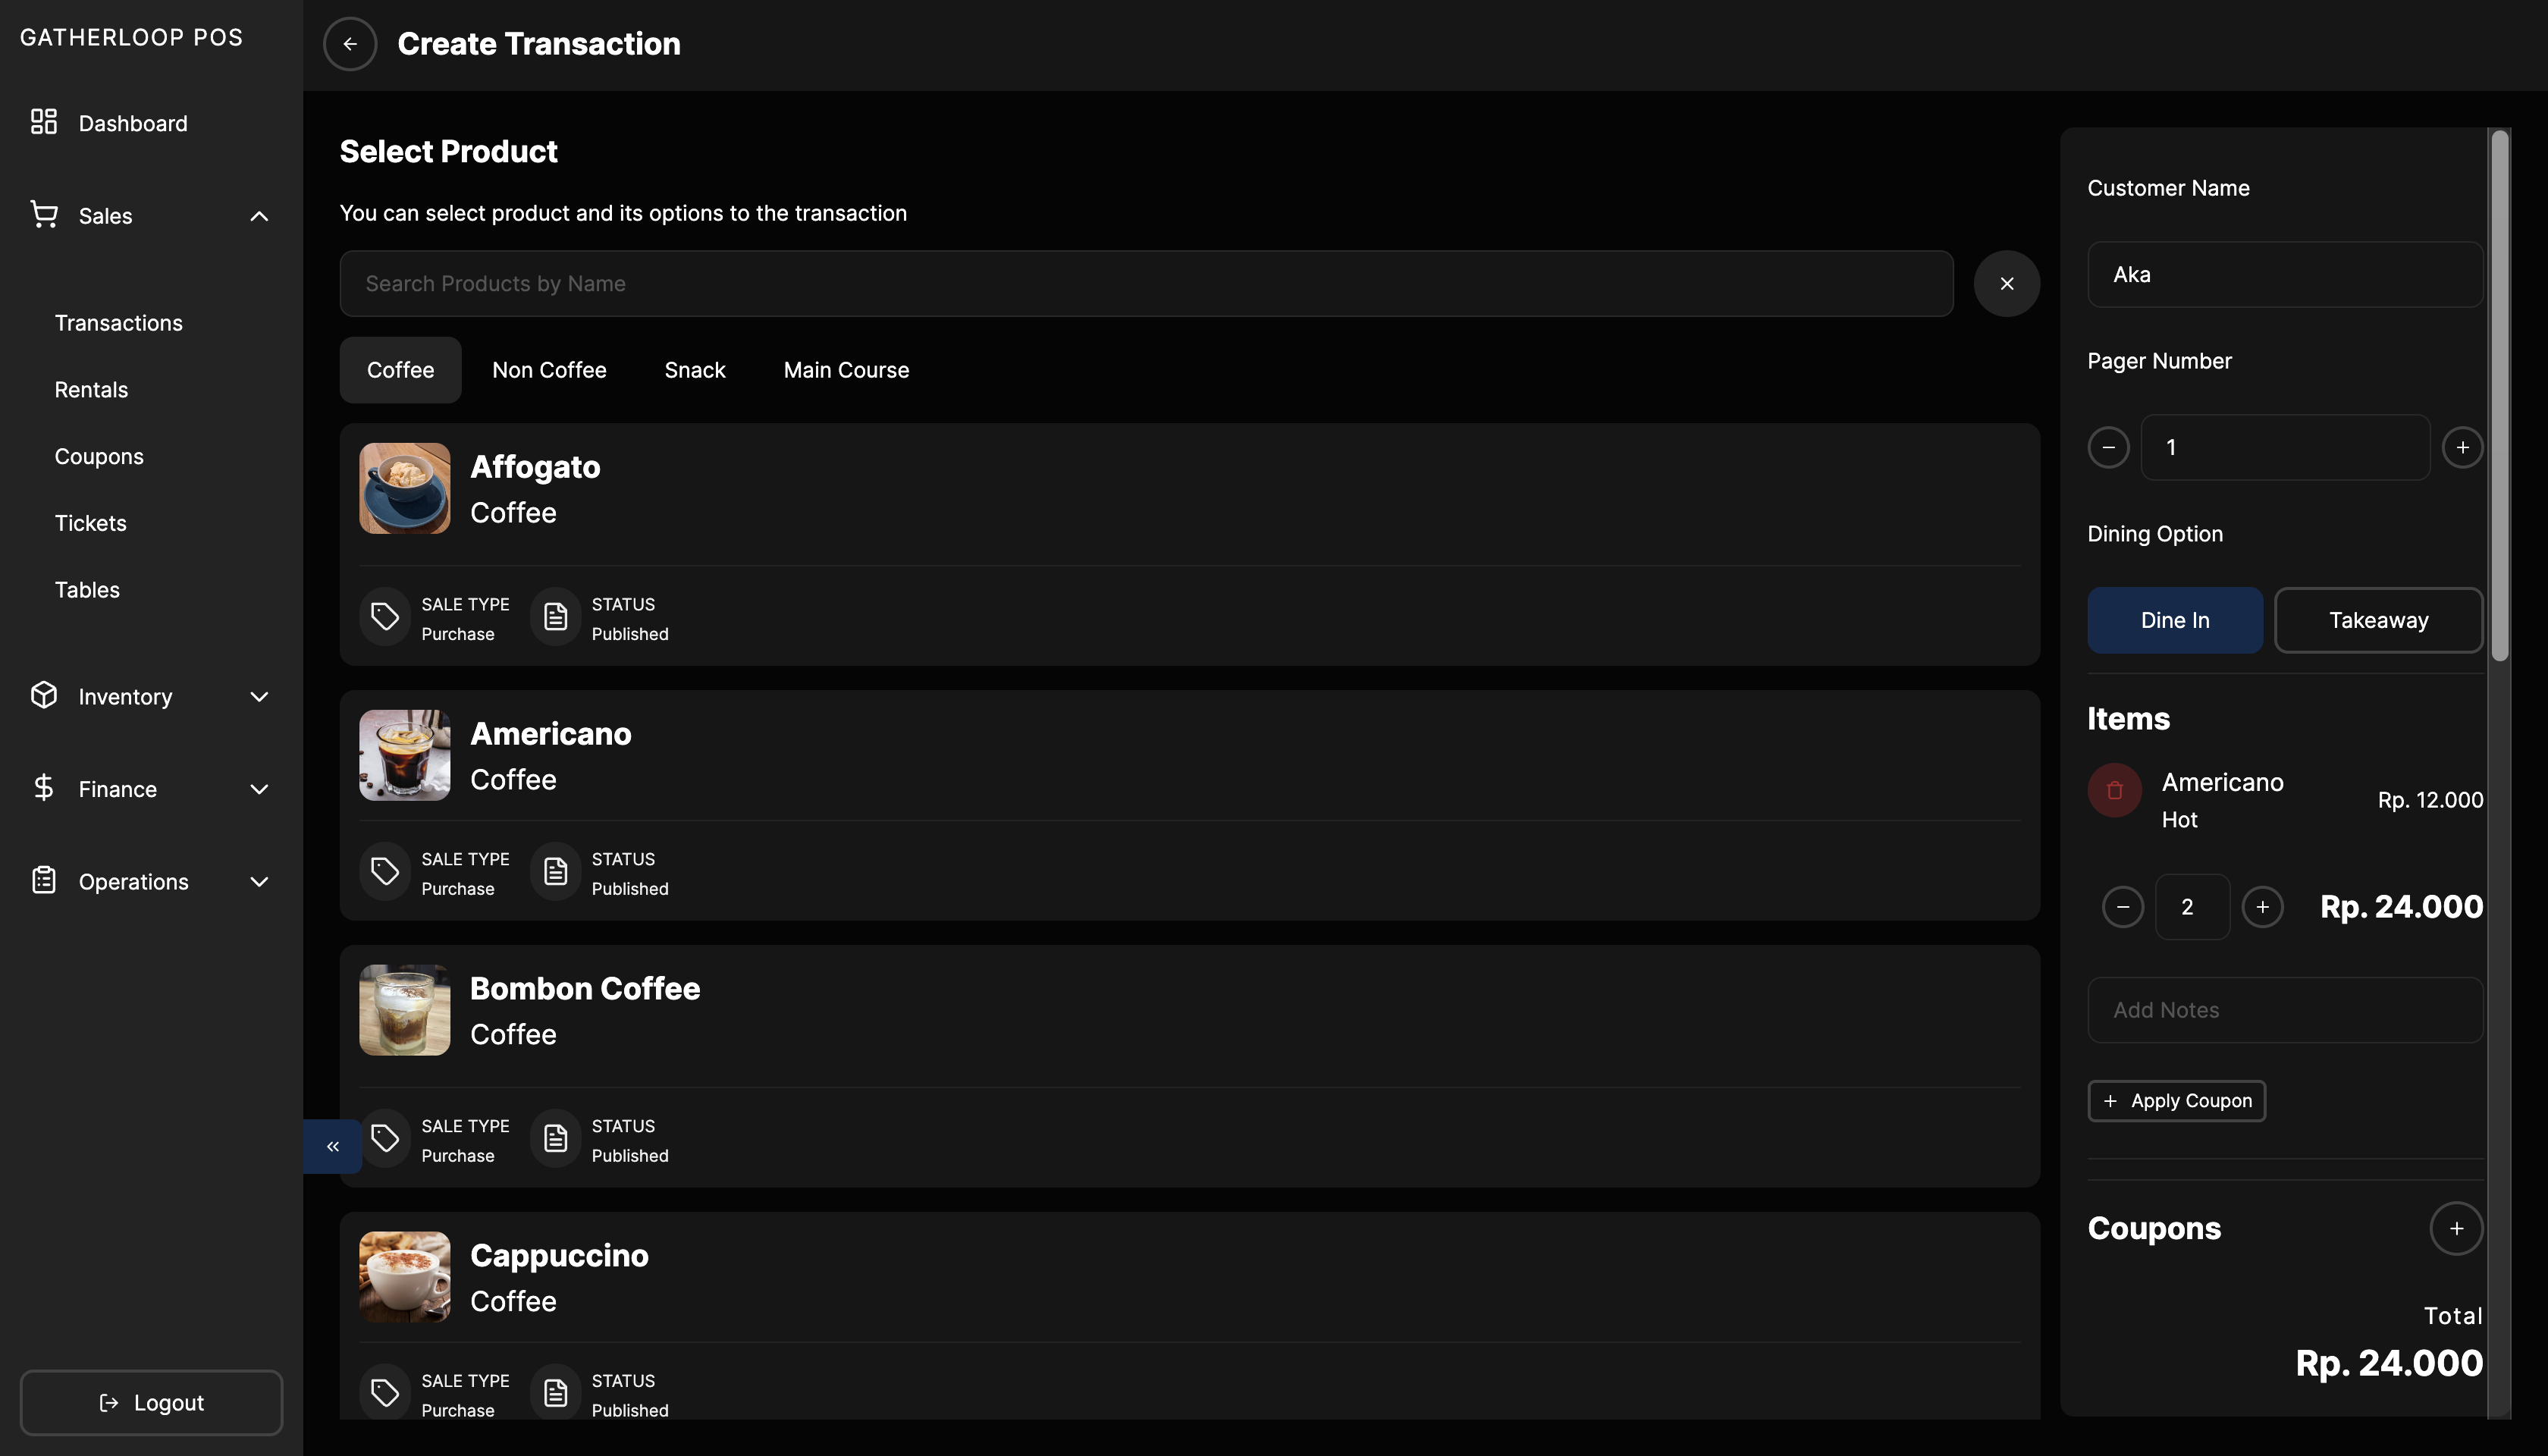 GATHERLOOP POS
Dashboard
Sales
Transactions
Rentals
Coupons
Tickets
Tables
Inventory
Finance
Operations
Logout
Create Transaction
Select Product
You can select product and its options to the transaction
Search Products by Name
Coffee
Non Coffee
Snack
Main Course
Affogato
Coffee
SALE TYPE
Purchase
STATUS
Published
Americano
Coffee
SALE TYPE
Purchase
STATUS
Published
Bombon Coffee
Coffee
SALE TYPE
Purchase
STATUS
Published
Cappuccino
Coffee
SALE TYPE
Purchase
STATUS
Published
Customer Name
Aka
Pager Number
1
Dining Option
Dine In
Takeaway
Items
Americano
Hot
Rp. 12.000
2
Rp. 24.000
Add Notes
Apply Coupon
Coupons
Total
Rp. 24.000